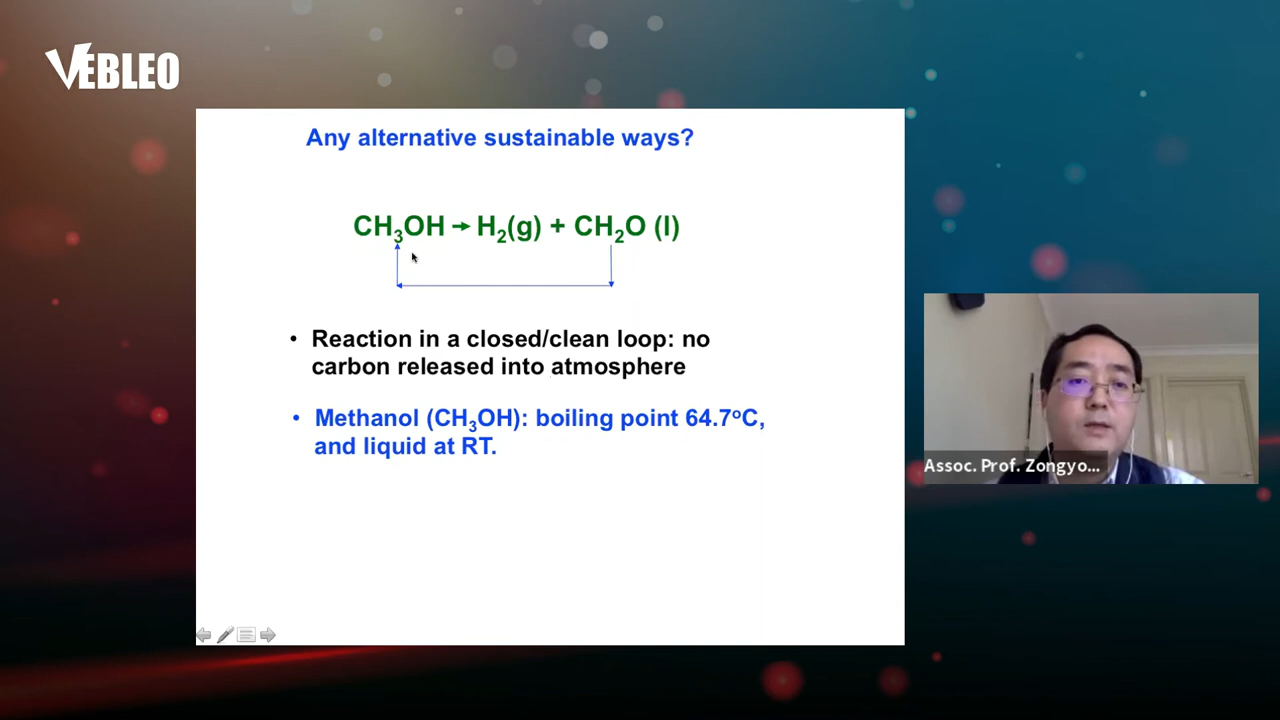 VEBLEO
Any alternative sustainable ways?
CH₃OH → H₂(g) + CH₂O (l)
• Reaction in a closed/clean loop: no
carbon released into atmosphere
• Methanol (CH₃OH): boiling point 64.7ᵒC,
and liquid at RT.
Assoc. Prof. Zongyo...